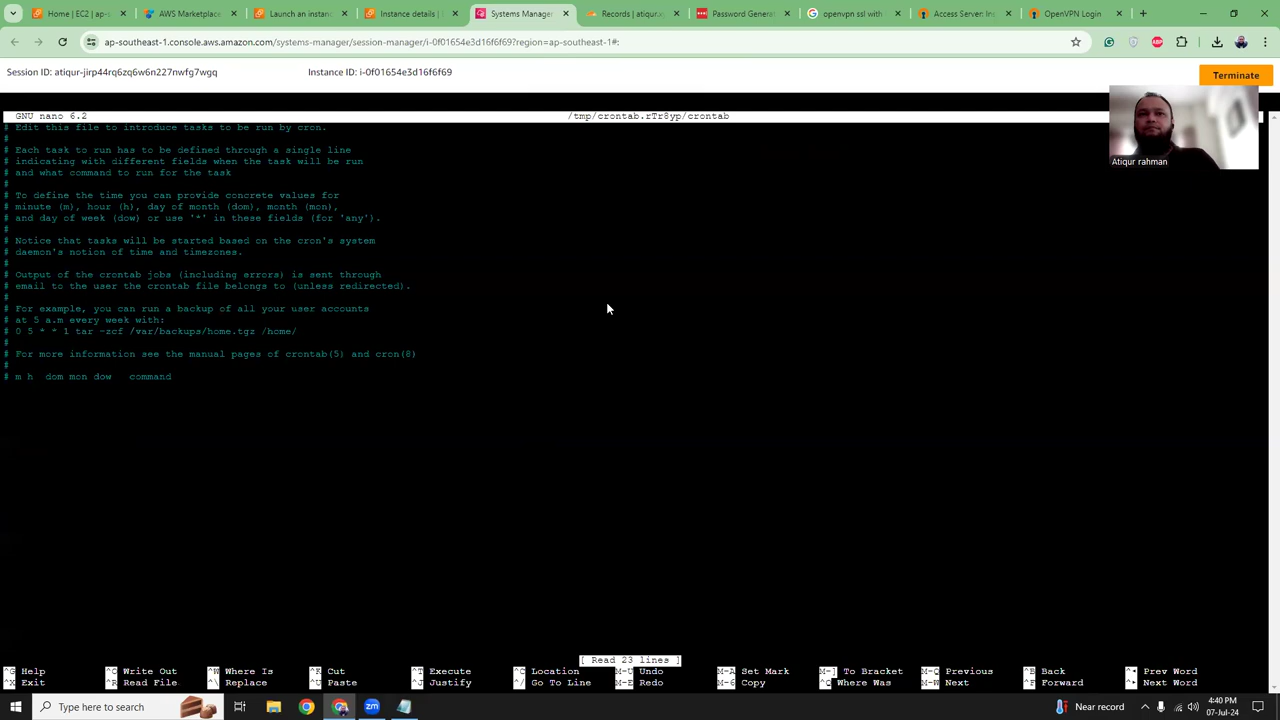 Home | EC2 | ap-s
AWS Marketplace
Launch an instanc
Instance details |
Systems Manager
Records | atiqura
Password Generat
openvpn ssl with
Access Server: Ins
OpenVPN Login
ap-southeast-1.console.aws.amazon.com/systems-manager/session-manager/i-0f01654e3d16f6f69?region=ap-southeast-1#:
Session ID: atiqur-jirp44rq6zq6w6n227nwfg7wgq
Instance ID: i-0f01654e3d16f6f69
Terminate
GNU nano 6.2
/tmp/crontab.rTr8yp/crontab
# Edit this file to introduce tasks to be run by cron.
#
# Each task to run has to be defined through a single line
# indicating with different fields when the task will be run
# and what command to run for the task
#
# To define the time you can provide concrete values for
# minute (m), hour (h), day of month (dom), month (mon),
# and day of week (dow) or use '*' in these fields (for 'any').
#
# Notice that tasks will be started based on the cron's system
# daemon's notion of time and timezones.
#
# Output of the crontab jobs (including errors) is sent through
# email to the user the crontab file belongs to (unless redirected).
#
# For example, you can run a backup of all your user accounts
# at 5 a.m every week with:
# 0 5 * * 1 tar -zcf /var/backups/home.tgz /home/
#
# For more information see the manual pages of crontab(5) and cron(8)
#
# m h  dom mon dow   command
Atiqur rahman
[ Read 23 lines ]
^G Help
^O Write Out
^W Where Is
^K Cut
^T Execute
^C Location
M-U Undo
M-A Set Mark
M-] To Bracket
M-Q Previous
^B Back
Prev Word
^X Exit
^R Read File
^\ Replace
^U Paste
^J Justify
^/ Go To Line
M-E Redo
M-6 Copy
^Q Where Was
M-W Next
^F Forward
Next Word
Type here to search
Near record
4:40 PM
07-Jul-24